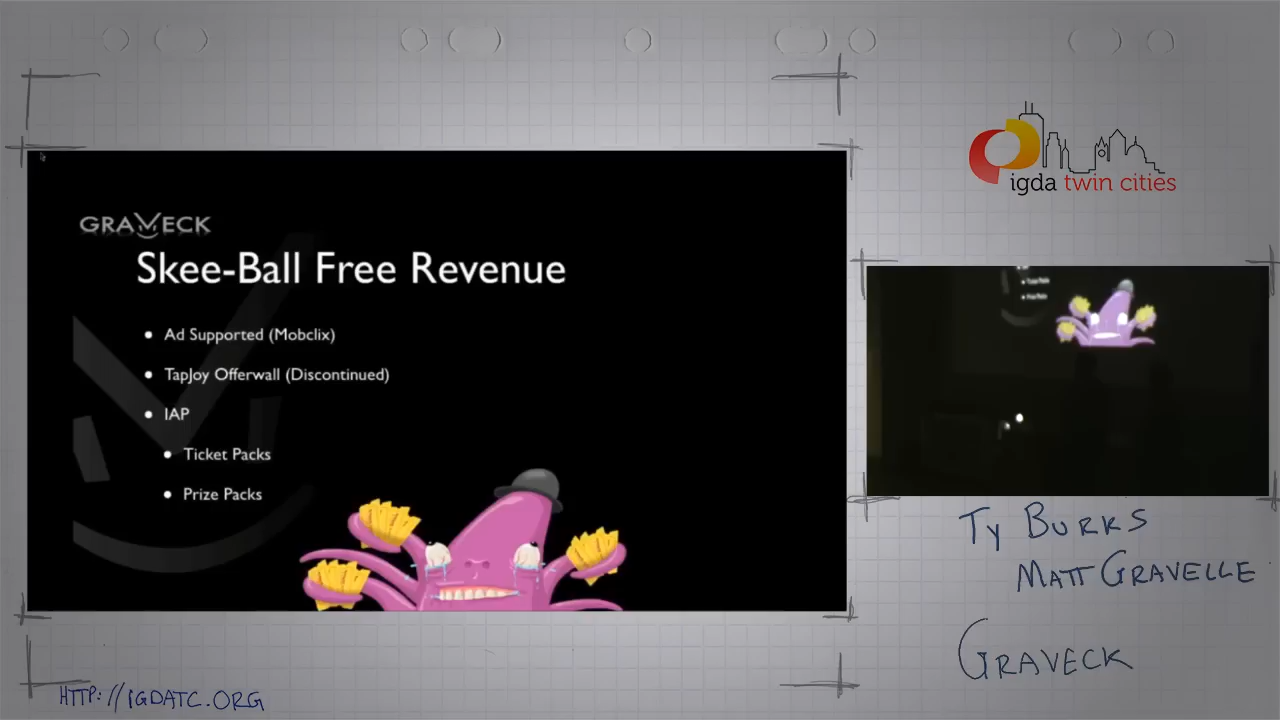 GRAVECK
Skee-Ball Free Revenue
Ad Supported (Mobclix)
TapJoy Offerwall (Discontinued)
IAP
Ticket Packs
Prize Packs
igda twin cities
TY BURKS
MATT GRAVELLE
GRAVECK
HTTP://IGDATC.ORG